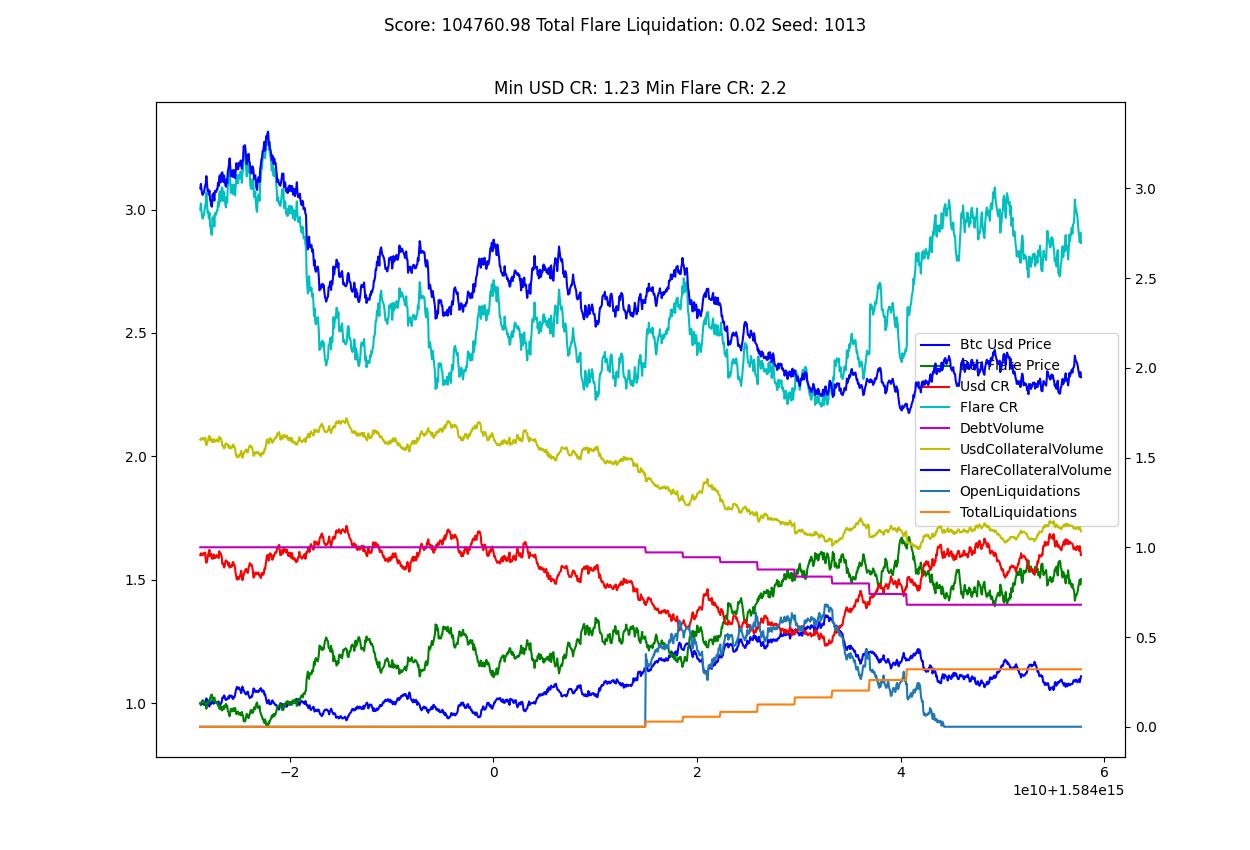 Score: 104760.98 Total Flare Liquidation: 0.02 Seed: 1013
Min USD CR: 1.23 Min Flare CR: 2.2
3.0
2.5
2.0
1.5
1.0
3.0
2.5
2.0
1.5
1.0
0.5
0.0
Btc Usd Price
Btc Flare Price
Usd CR
Flare CR
DebtVolume
UsdCollateralVolume
FlareCollateralVolume
OpenLiquidations
TotalLiquidations
−2
0
2
4
6
1e10+1.584e15